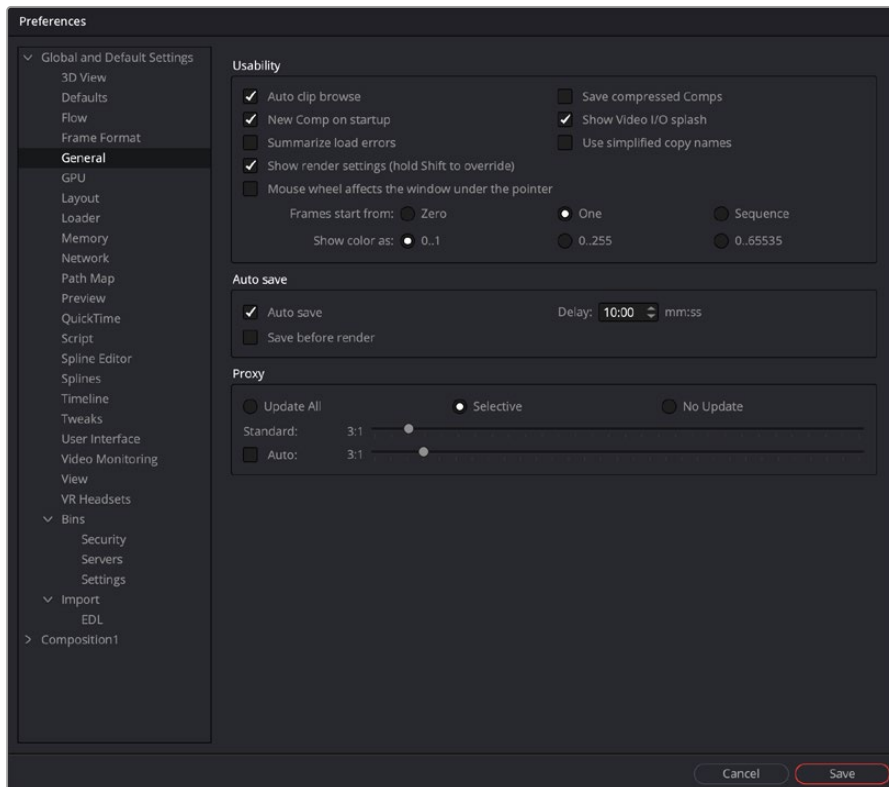 Preferences
Global and Default Settings
3D View
Defaults
Flow
Frame Format
General
GPU
Layout
Loader
Memory
Network
Path Map
Preview
QuickTime
Script
Spline Editor
Splines
Timeline
Tweaks
User Interface
Video Monitoring
View
VR Headsets
Bins
Security
Servers
Settings
Import
EDL
Composition1
Usability
Auto clip browse
Save compressed Comps
New Comp on startup
Show Video I/O splash
Summarize load errors
Use simplified copy names
Show render settings (hold Shift to override)
Mouse wheel affects the window under the pointer
Frames start from: Zero One Sequence
Show color as: 0..1 0..255 0..65535
Auto save
Auto save Delay: 10:00 mm:ss
Save before render
Proxy
Update All Selective No Update
Standard: 3:1
Auto: 3:1
Cancel Save